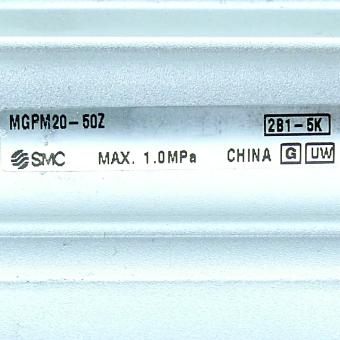 MGPM20-50Z 2B1-5K
SMC MAX. 1.0MPa CHINA G UW